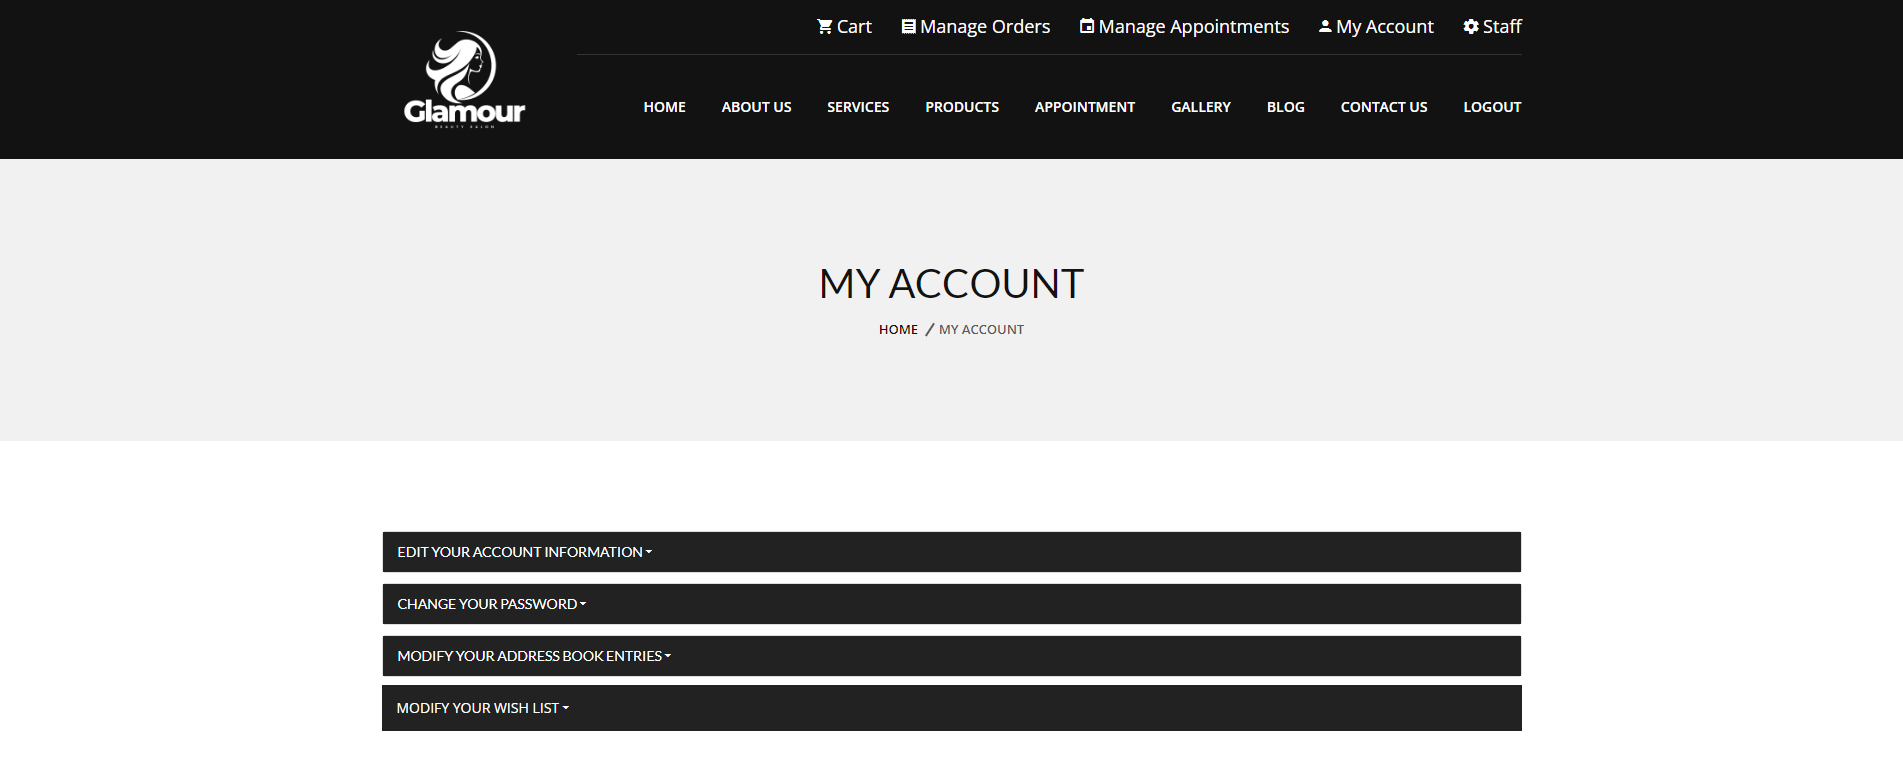 Cart Manage Orders Manage Appointments My Account Staff
Glamour
BEAUTY SALON
HOME ABOUT US SERVICES PRODUCTS APPOINTMENT GALLERY BLOG CONTACT US LOGOUT
MY ACCOUNT
HOME / MY ACCOUNT
EDIT YOUR ACCOUNT INFORMATION
CHANGE YOUR PASSWORD
MODIFY YOUR ADDRESS BOOK ENTRIES
MODIFY YOUR WISH LIST